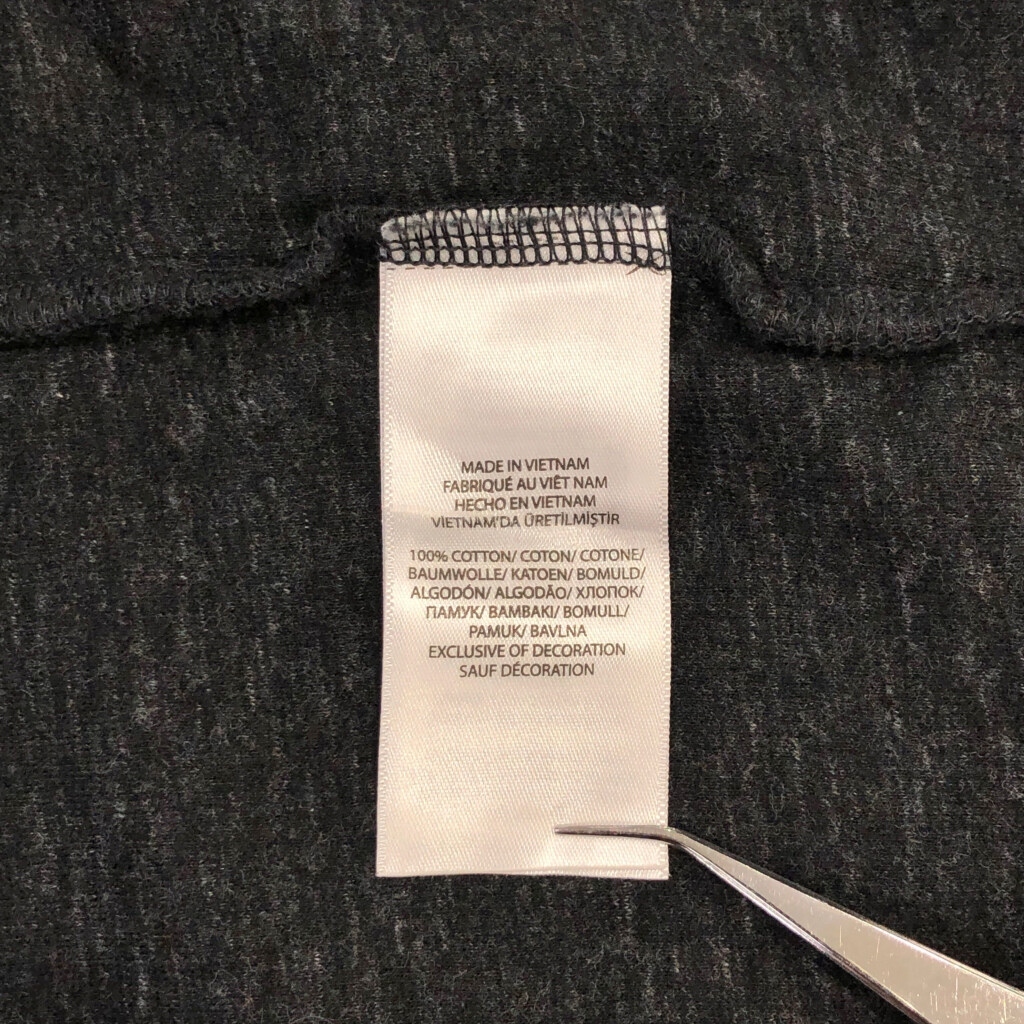 MADE IN VIETNAM
FABRIQUÉ AU VIÊT NAM
HECHO EN VIETNAM
VIETNAM'DA ÜRETİLMİŞTİR
100% COTTON/ COTON/ COTONE/
BAUMWOLLE/ KATOEN/ BOMULD/
ALGODÓN/ ALGODÃO/ ХЛОПОК/
ПАМУК/ BAMBAKI/ BOMULL/
PAMUK/ BAVLNA
EXCLUSIVE OF DECORATION
SAUF DÉCORATION